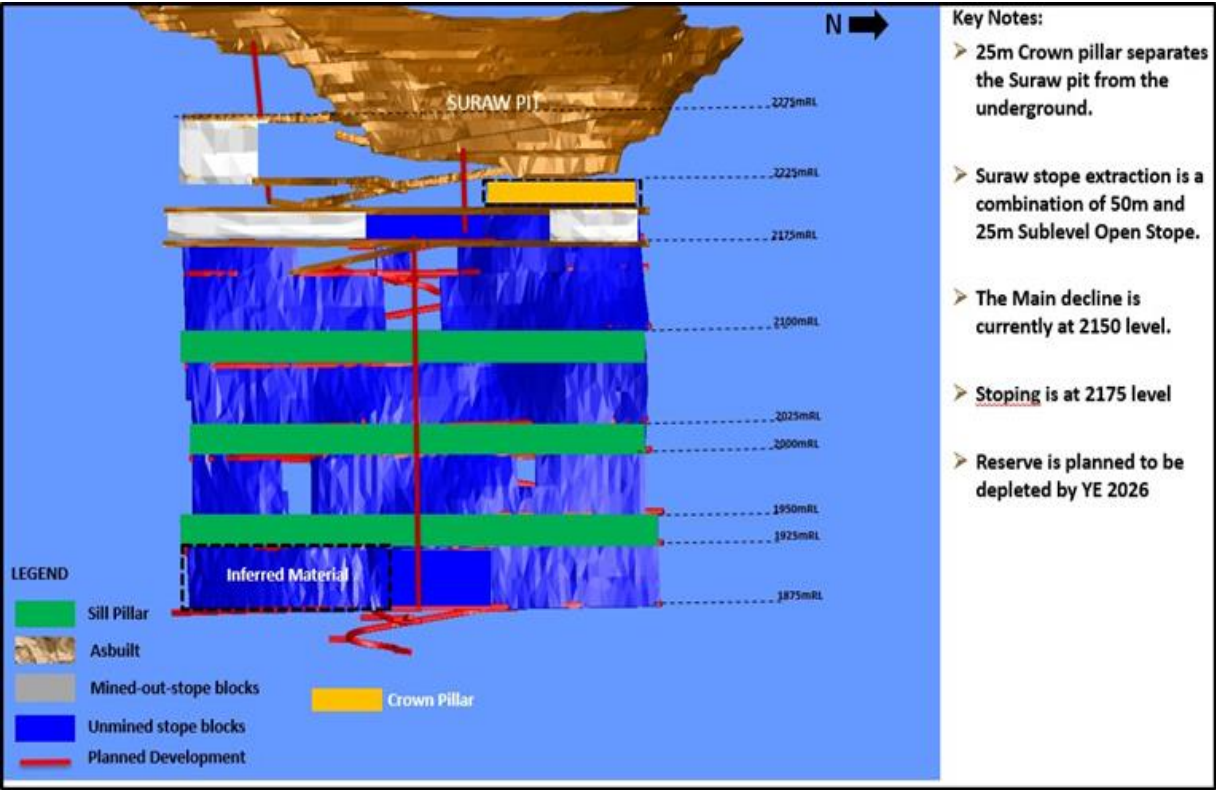 N
SURAW PIT
2275mRL
2225mRL
2175mRL
2100mRL
2025mRL
2000mRL
1950mRL
1925mRL
1875mRL
Inferred Material
LEGEND
Sill Pillar
Asbuilt
Mined-out-stope blocks
Crown Pillar
Unmined stope blocks
Planned Development
Key Notes:
25m Crown pillar separates
the Suraw pit from the
underground.
Suraw stope extraction is a
combination of 50m and
25m Sublevel Open Stope.
The Main decline is
currently at 2150 level.
Stoping is at 2175 level
Reserve is planned to be
depleted by YE 2026